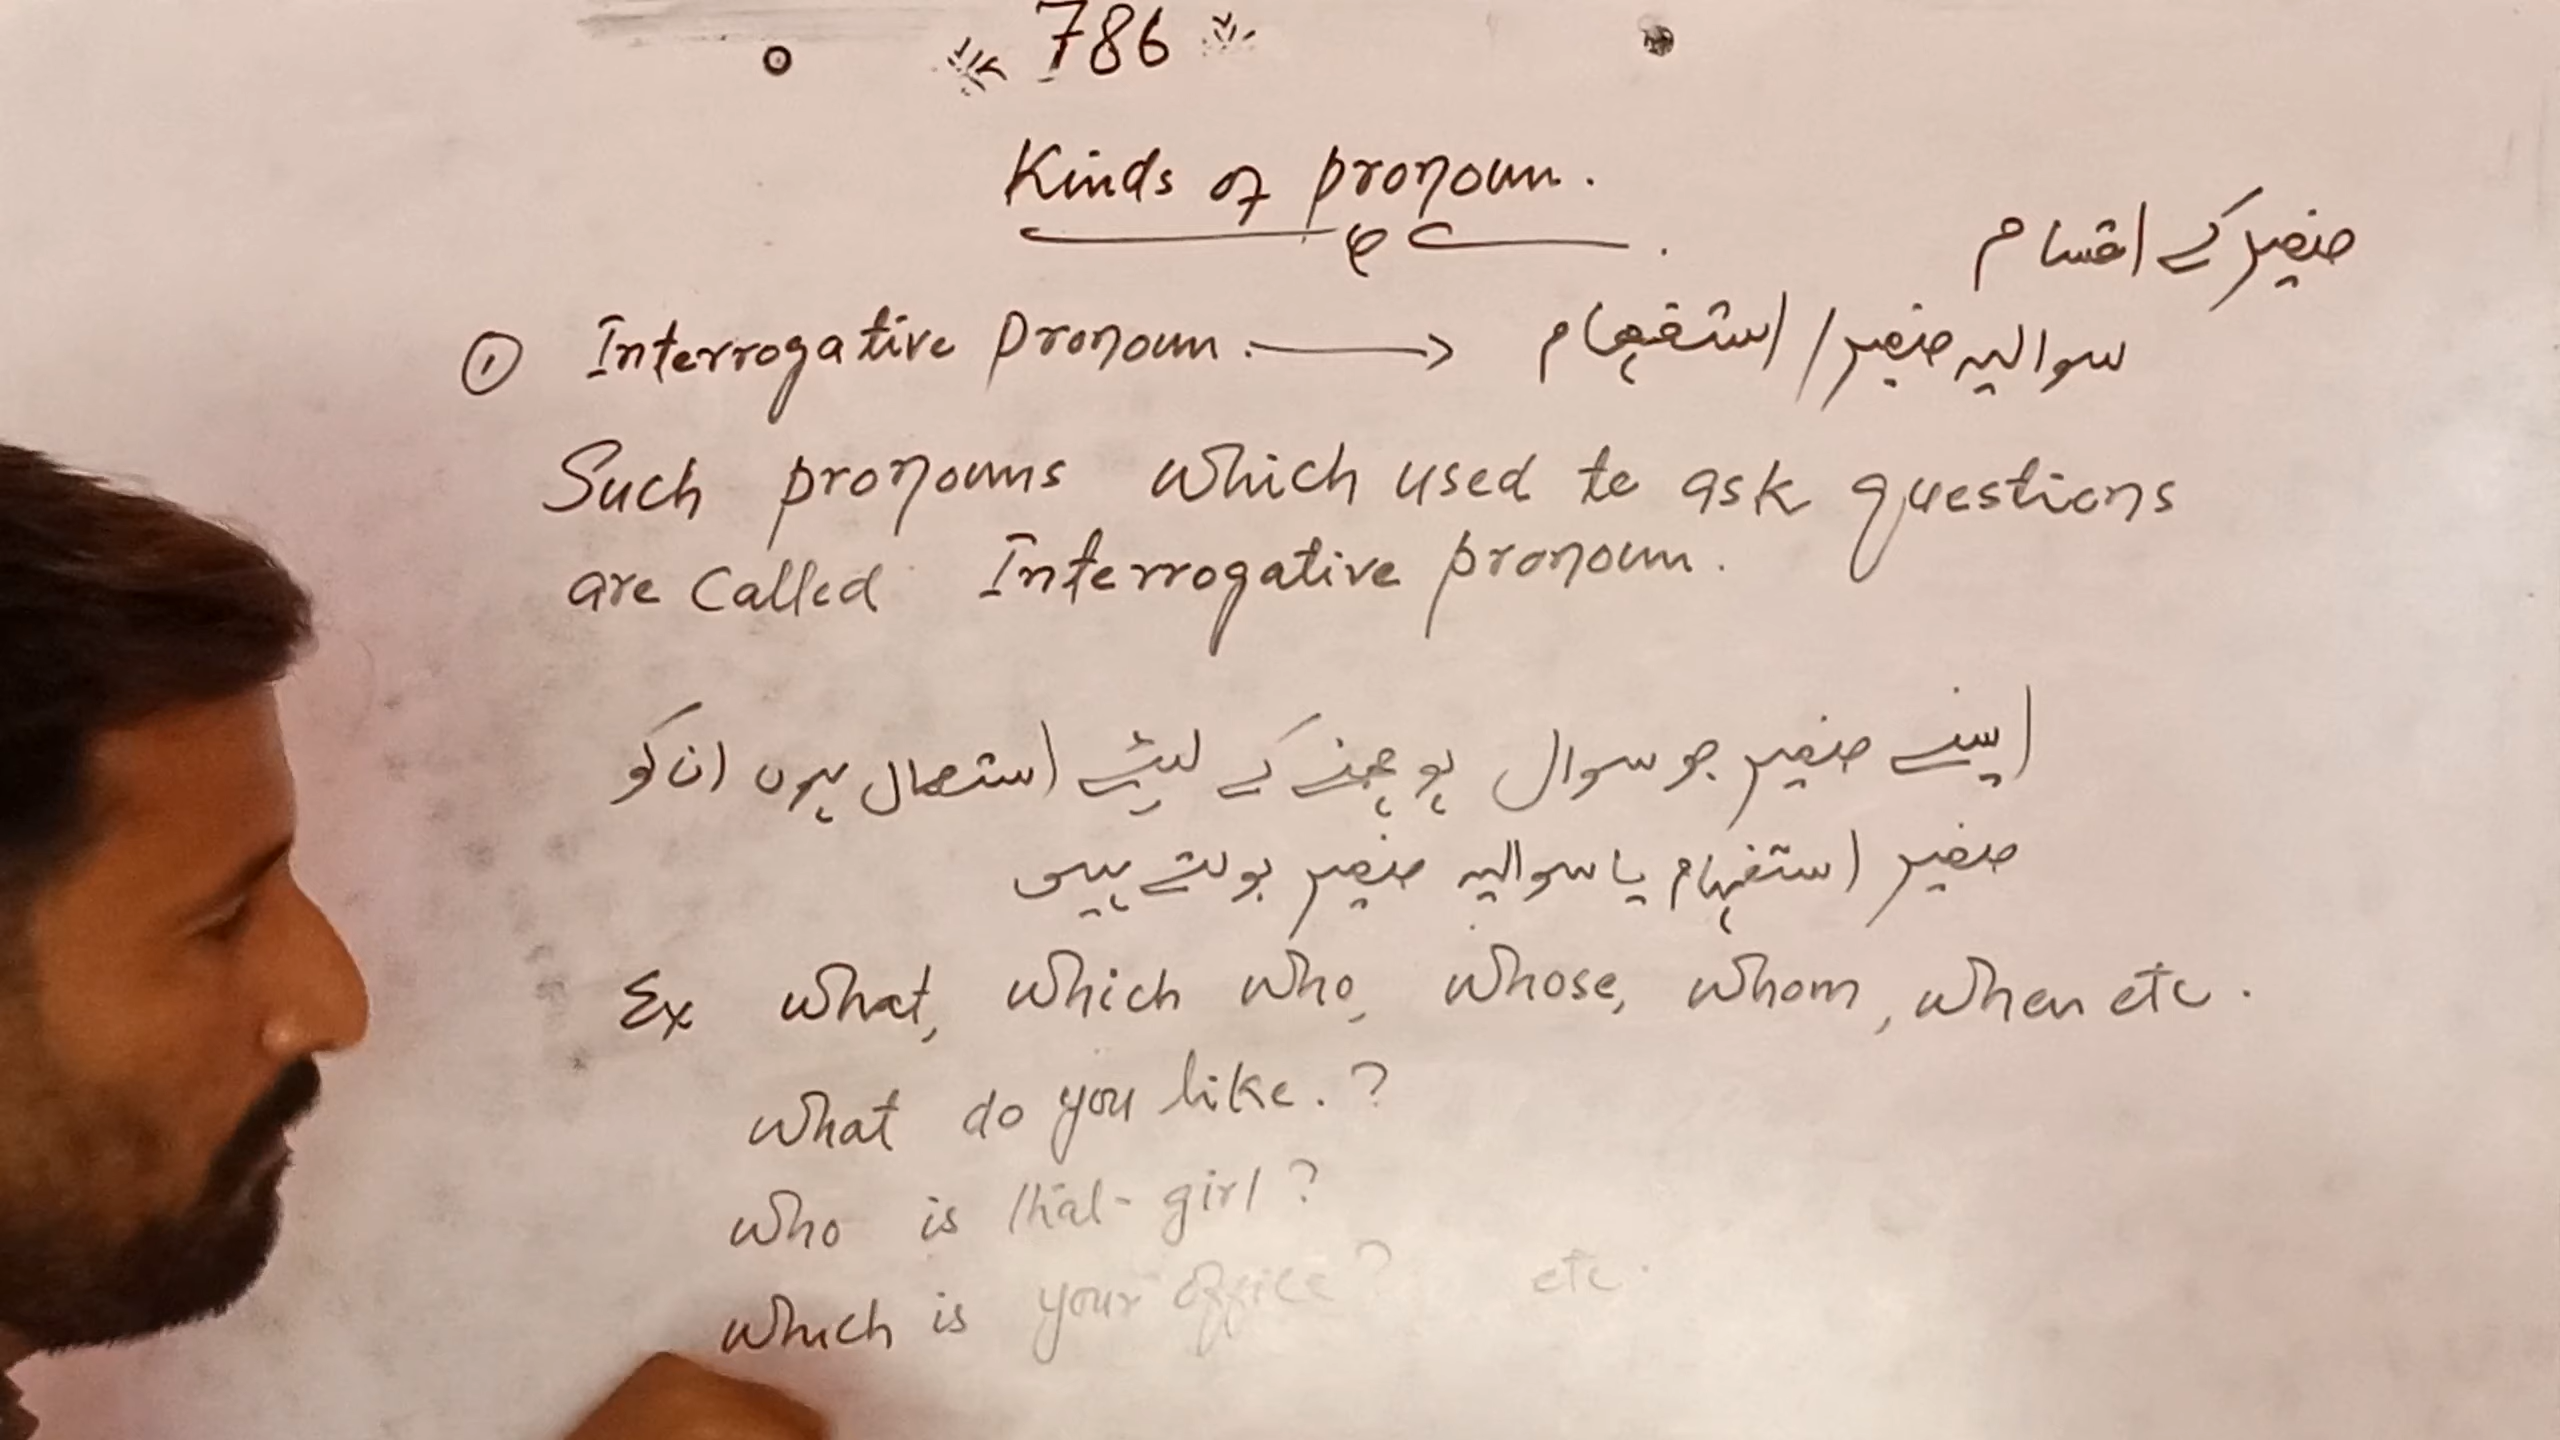 786
Kinds of pronoun.
ضمیر کے اقسام
① Interrogative Pronoun. → سوالیہ ضمیر / استفہام
Such pronouns which used to ask questions
are called Interrogative pronoun.
ایسے ضمیر جو سوال پوچھنے کے لیئے استعمال ہوں ان کو
ضمیر استفہام یا سوالیہ ضمیر بولتے ہیں
Ex what, which who, whose, whom, when etc.
what do you like.?
who is that girl?
which is your office? etc.